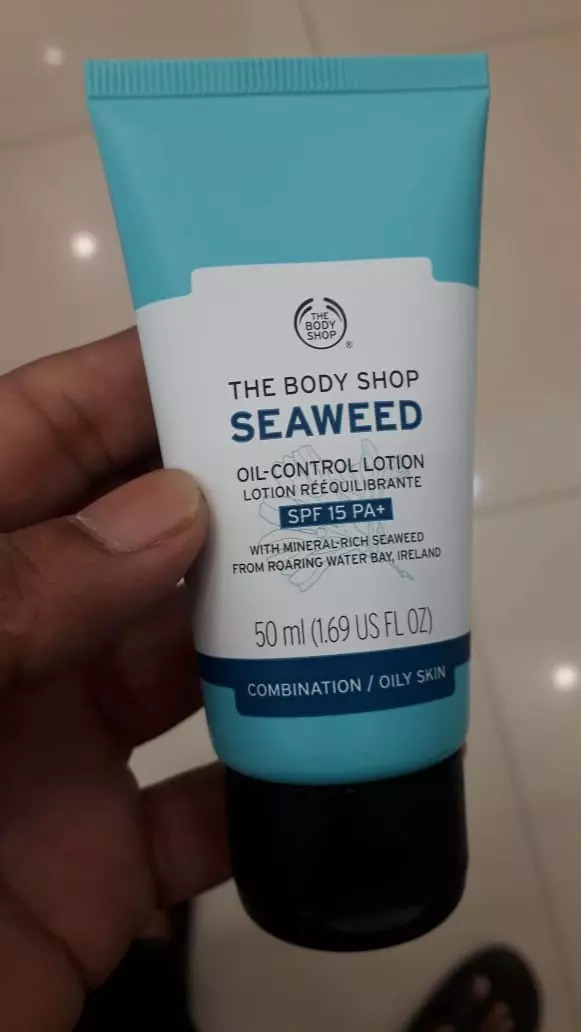 THE
BODY
SHOP
®
THE BODY SHOP
SEAWEED
OIL-CONTROL LOTION
LOTION RÉÉQUILIBRANTE
SPF 15 PA+
WITH MINERAL-RICH SEAWEED
FROM ROARING WATER BAY, IRELAND
50 ml (1.69 US FL OZ)
COMBINATION / OILY SKIN